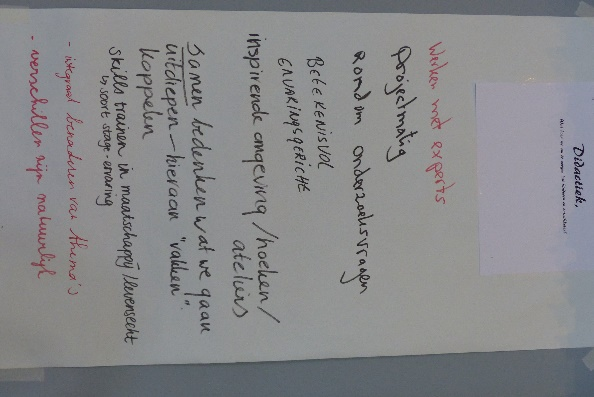 Didactiek,
Werken met experts
Projectmatig
Rondom onderzoeksvragen
BETEKENISVOL
ERVARINGSGERICHT
inspirende omgeving / hoeken /
ateliers
Samen bedenken wat we gaan
uitdiepen - hieraan "vakken"
koppelen
skills trainen in maatschappij / levensecht
↳ soort stage-ervaring
- integraal benaderen van thema's
- verschillen zijn natuurlijk